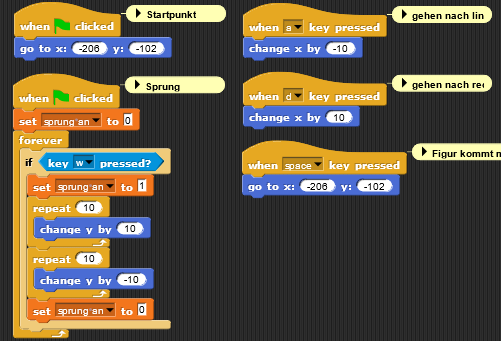 when clicked
Startpunkt
go to x: -206 y: -102
when clicked
Sprung
set sprung an to 0
forever
if key w pressed?
set sprung an to 1
repeat 10
change y by 10
repeat 10
change y by -10
set sprung an to 0
when a key pressed
gehen nach lin
change x by -10
when d key pressed
gehen nach rec
change x by 10
when space key pressed
Figur kommt n
go to x: -206 y: -102